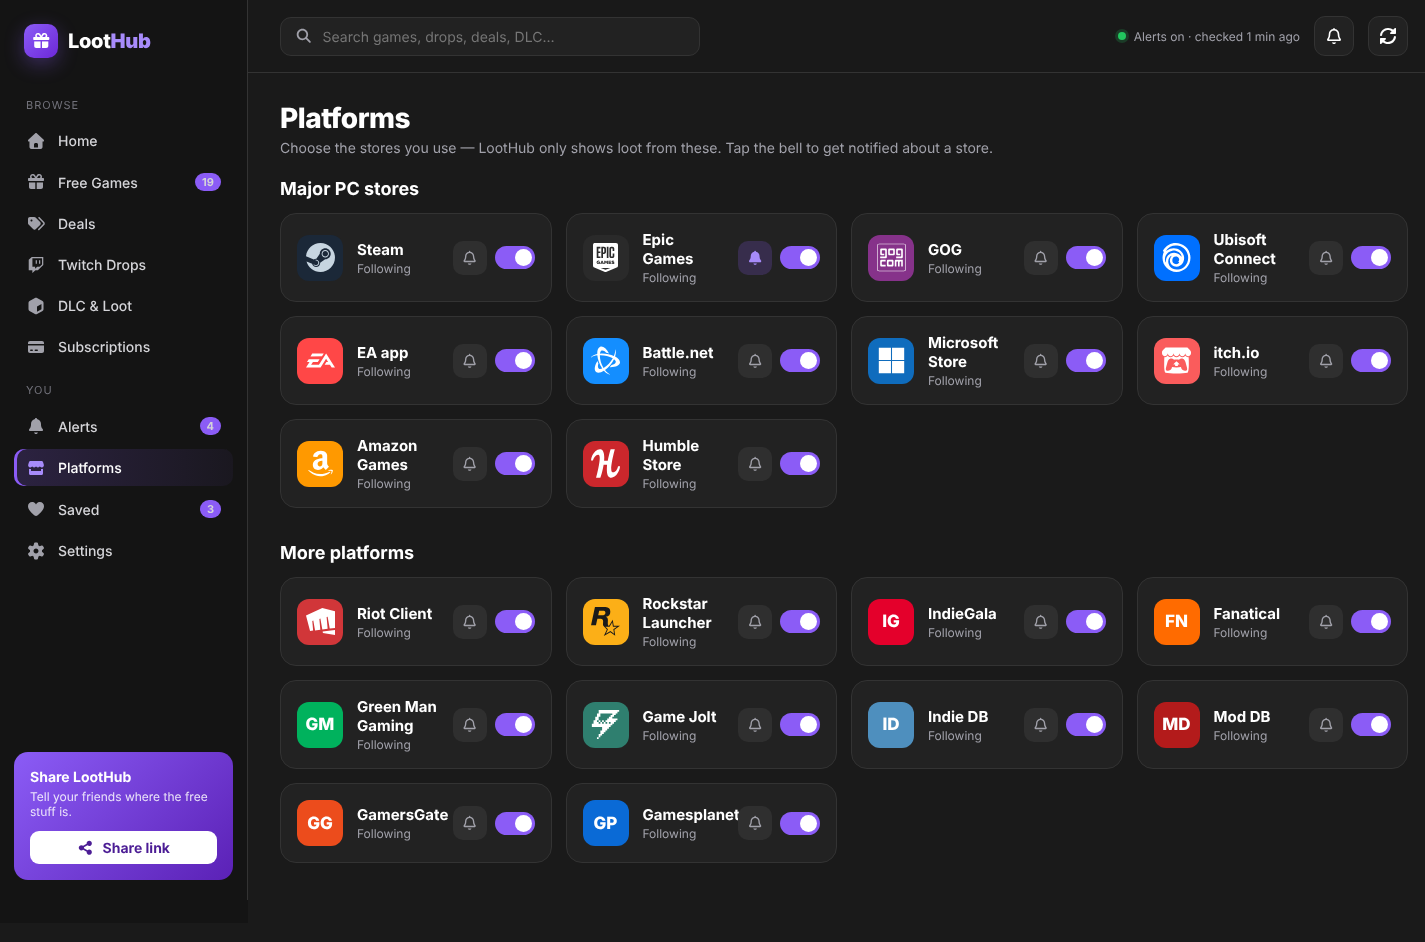 LootHub
BROWSE
Home
Free Games 19
Deals
Twitch Drops
DLC & Loot
Subscriptions
YOU
Alerts 4
Platforms
Saved 3
Settings
Share LootHub
Tell your friends where the free
stuff is.
Share link
Search games, drops, deals, DLC...
Alerts on · checked 1 min ago
Platforms
Choose the stores you use — LootHub only shows loot from these. Tap the bell to get notified about a store.
Major PC stores
Steam
Following
EPIC
GAMES
Epic
Games
Following
gog
com
GOG
Following
Ubisoft
Connect
Following
EA
EA app
Following
Battle.net
Following
Microsoft
Store
Following
itch.io
Following
a
Amazon
Games
Following
H
Humble
Store
Following
More platforms
Riot Client
Following
R
Rockstar
Launcher
Following
IG
IndieGala
Following
FN
Fanatical
Following
GM
Green Man
Gaming
Following
Game Jolt
Following
ID
Indie DB
Following
MD
Mod DB
Following
GG
GamersGate
Following
GP
Gamesplanet
Following